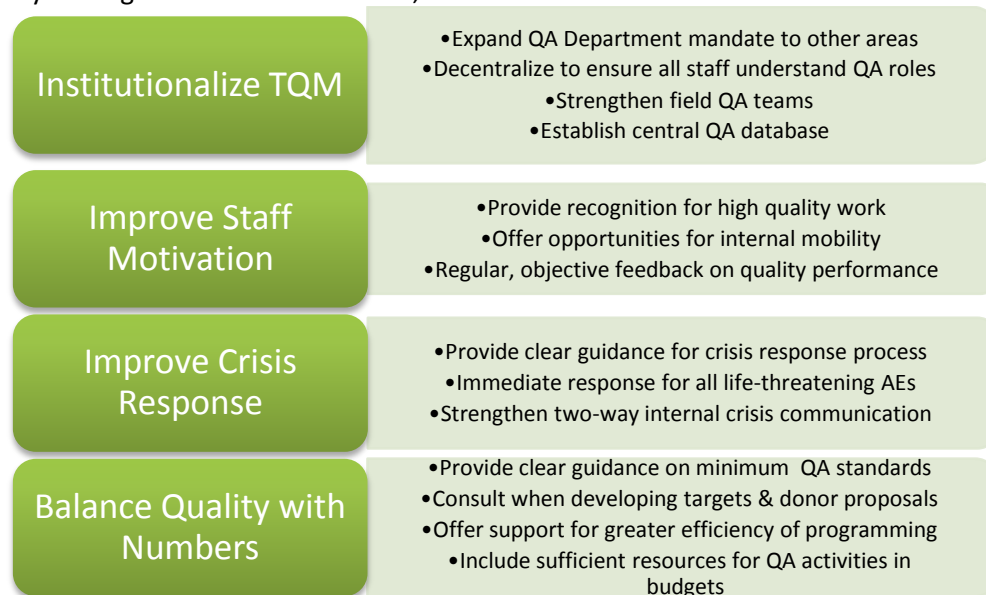 Institutionalize TQM
•Expand QA Department mandate to other areas
•Decentralize to ensure all staff understand QA roles
•Strengthen field QA teams
•Establish central QA database
Improve Staff
Motivation
•Provide recognition for high quality work
•Offer opportunities for internal mobility
•Regular, objective feedback on quality performance
Improve Crisis
Response
•Provide clear guidance for crisis response process
•Immediate response for all life-threatening AEs
•Strengthen two-way internal crisis communication
Balance Quality with
Numbers
•Provide clear guidance on minimum  QA standards
•Consult when developing targets & donor proposals
•Offer support for greater efficiency of programming
•Include sufficient resources for QA activities in
budgets